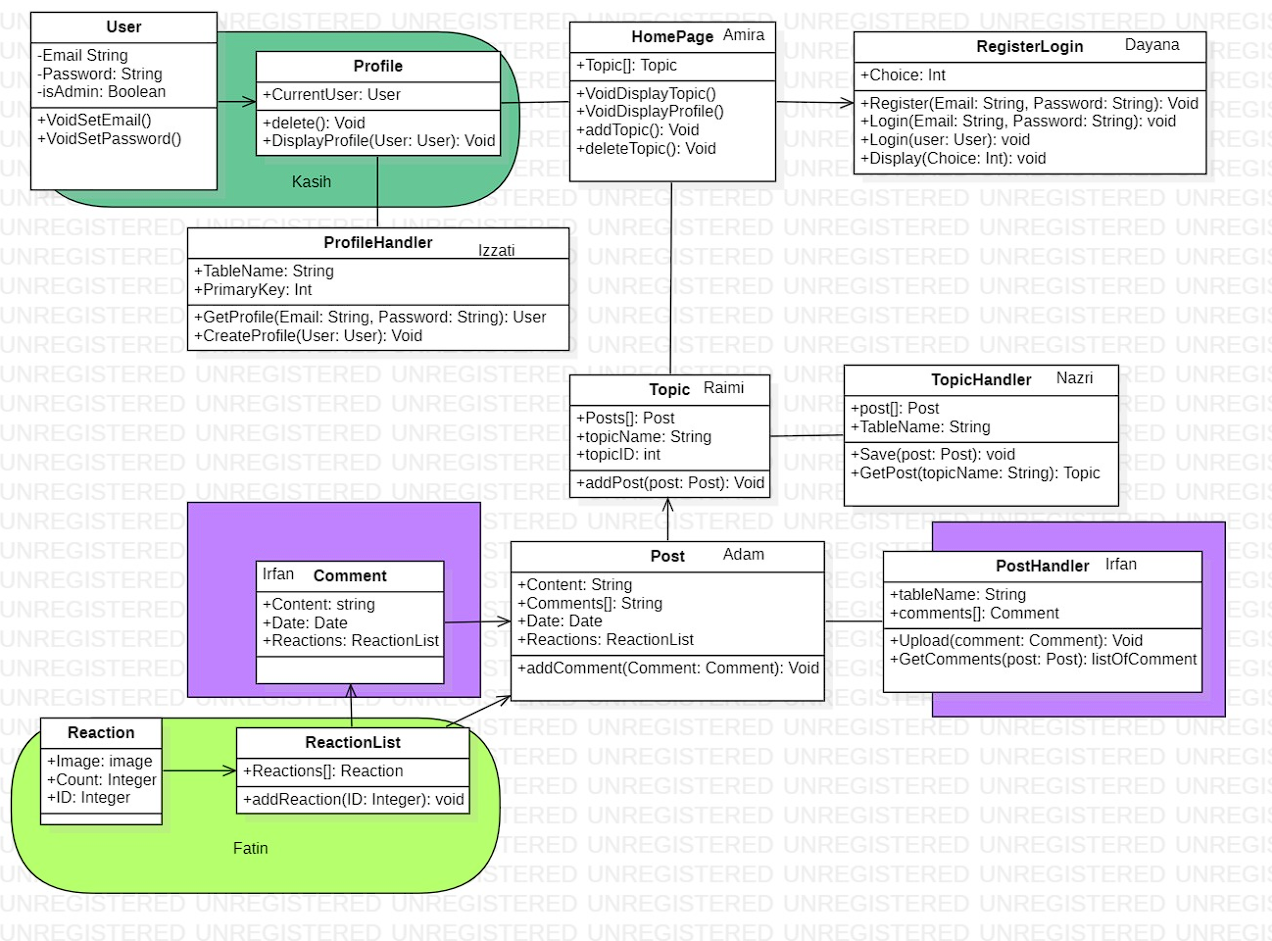 User
-Email String
-Password: String
-isAdmin: Boolean
+VoidSetEmail()
+VoidSetPassword()
Profile
+CurrentUser: User
+delete(): Void
+DisplayProfile(User: User): Void
Kasih
HomePage Amira
+Topic[]: Topic
+VoidDisplayTopic()
+VoidDisplayProfile()
+addTopic(): Void
+deleteTopic(): Void
RegisterLogin Dayana
+Choice: Int
+Register(Email: String, Password: String): Void
+Login(Email: String, Password: String): void
+Login(user: User): void
+Display(Choice: Int): void
ProfileHandler Izzati
+TableName: String
+PrimaryKey: Int
+GetProfile(Email: String, Password: String): User
+CreateProfile(User: User): Void
Topic Raimi
+Posts[]: Post
+topicName: String
+topicID: int
+addPost(post: Post): Void
TopicHandler Nazri
+post[]: Post
+TableName: String
+Save(post: Post): void
+GetPost(topicName: String): Topic
Irfan Comment
+Content: string
+Date: Date
+Reactions: ReactionList
Post Adam
+Content: String
+Comments[]: String
+Date: Date
+Reactions: ReactionList
+addComment(Comment: Comment): Void
PostHandler Irfan
+tableName: String
+comments[]: Comment
+Upload(comment: Comment): Void
+GetComments(post: Post): listOfComment
Reaction
+Image: image
+Count: Integer
+ID: Integer
ReactionList
+Reactions[]: Reaction
+addReaction(ID: Integer): void
Fatin
UNREGISTERED